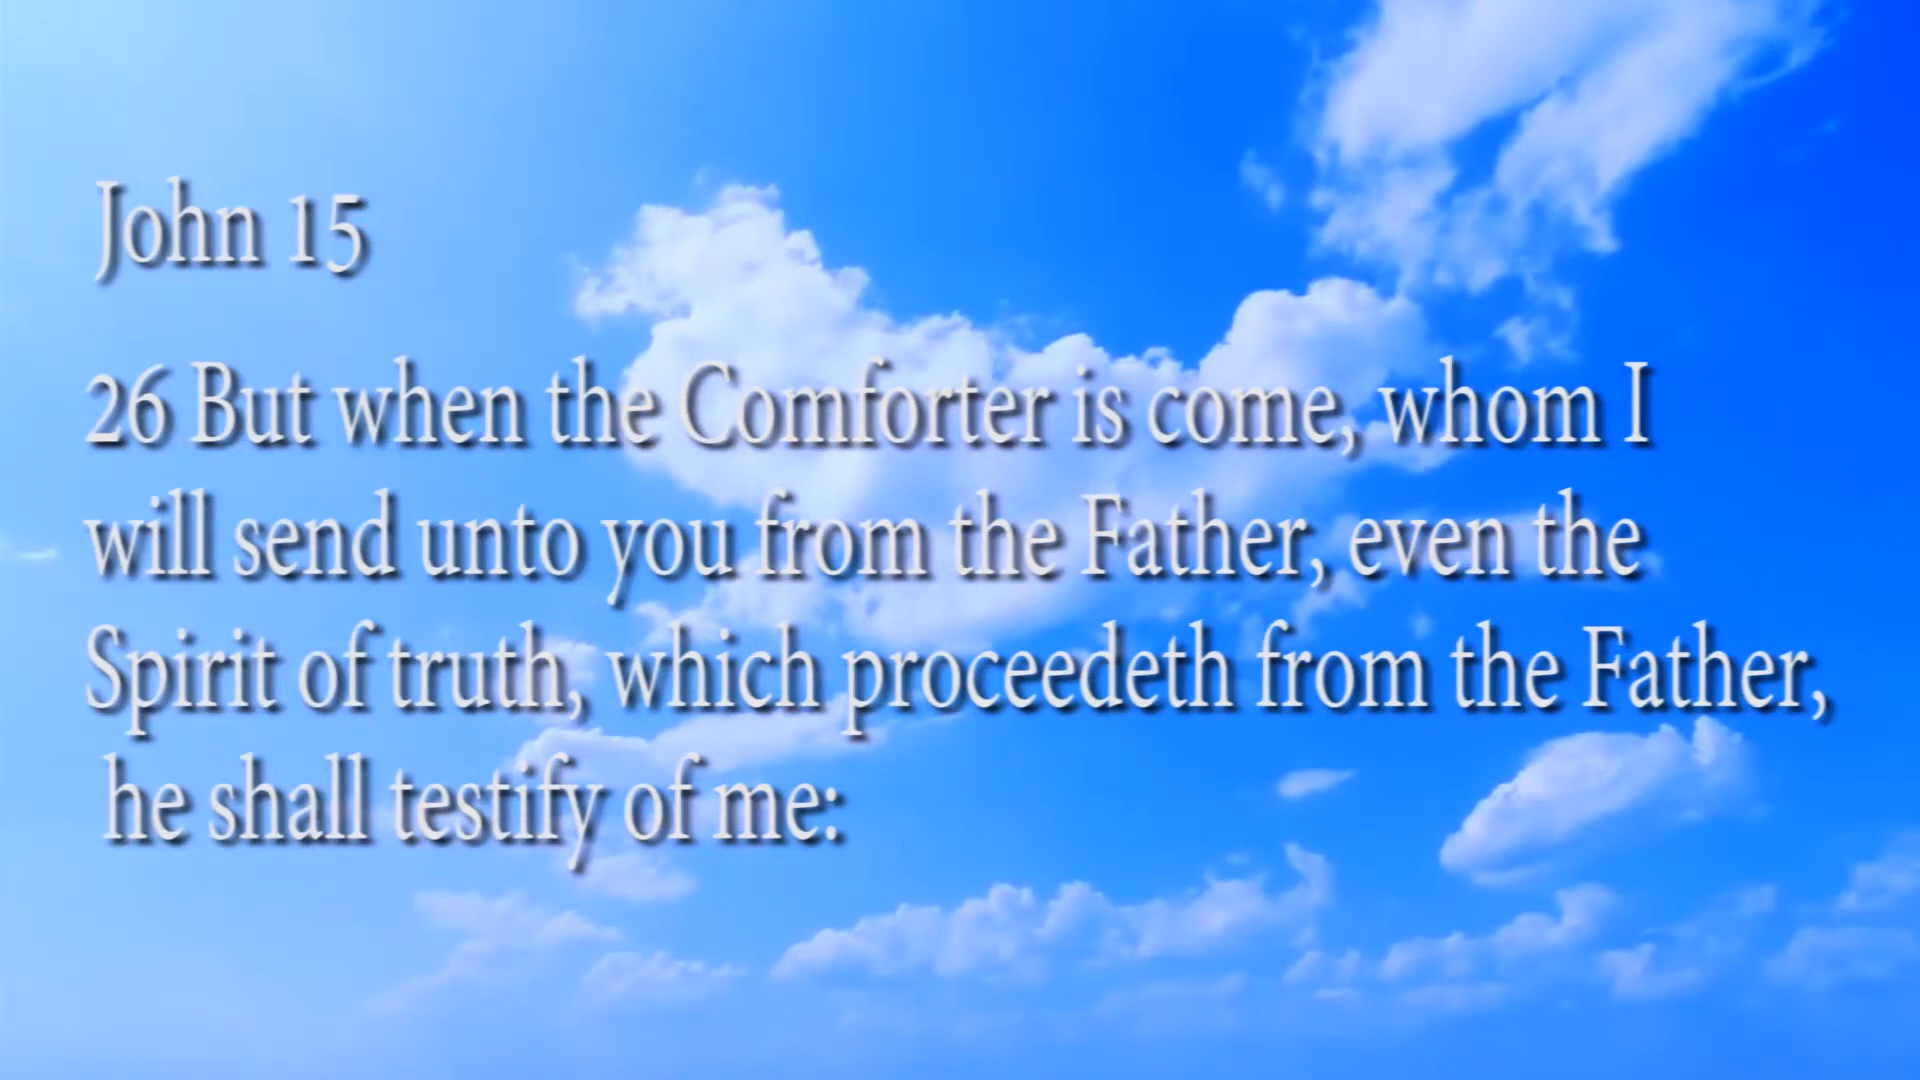 John 15
26 But when the Comforter is come, whom I
will send unto you from the Father, even the
Spirit of truth, which proceedeth from the Father,
he shall testify of me: